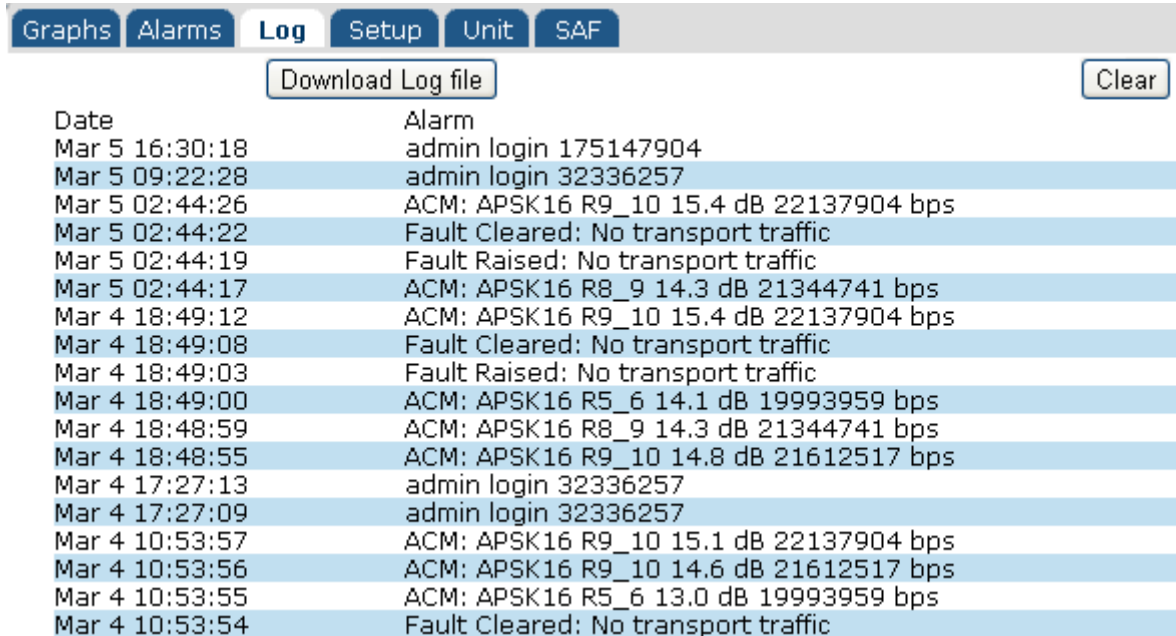 Graphs Alarms Log Setup Unit SAF
Download Log file Clear
Date Alarm
Mar 5 16:30:18 admin login 175147904
Mar 5 09:22:28 admin login 32336257
Mar 5 02:44:26 ACM: APSK16 R9_10 15.4 dB 22137904 bps
Mar 5 02:44:22 Fault Cleared: No transport traffic
Mar 5 02:44:19 Fault Raised: No transport traffic
Mar 5 02:44:17 ACM: APSK16 R8_9 14.3 dB 21344741 bps
Mar 4 18:49:12 ACM: APSK16 R9_10 15.4 dB 22137904 bps
Mar 4 18:49:08 Fault Cleared: No transport traffic
Mar 4 18:49:03 Fault Raised: No transport traffic
Mar 4 18:49:00 ACM: APSK16 R5_6 14.1 dB 19993959 bps
Mar 4 18:48:59 ACM: APSK16 R8_9 14.3 dB 21344741 bps
Mar 4 18:48:55 ACM: APSK16 R9_10 14.8 dB 21612517 bps
Mar 4 17:27:13 admin login 32336257
Mar 4 17:27:09 admin login 32336257
Mar 4 10:53:57 ACM: APSK16 R9_10 15.1 dB 22137904 bps
Mar 4 10:53:56 ACM: APSK16 R9_10 14.6 dB 21612517 bps
Mar 4 10:53:55 ACM: APSK16 R5_6 13.0 dB 19993959 bps
Mar 4 10:53:54 Fault Cleared: No transport traffic